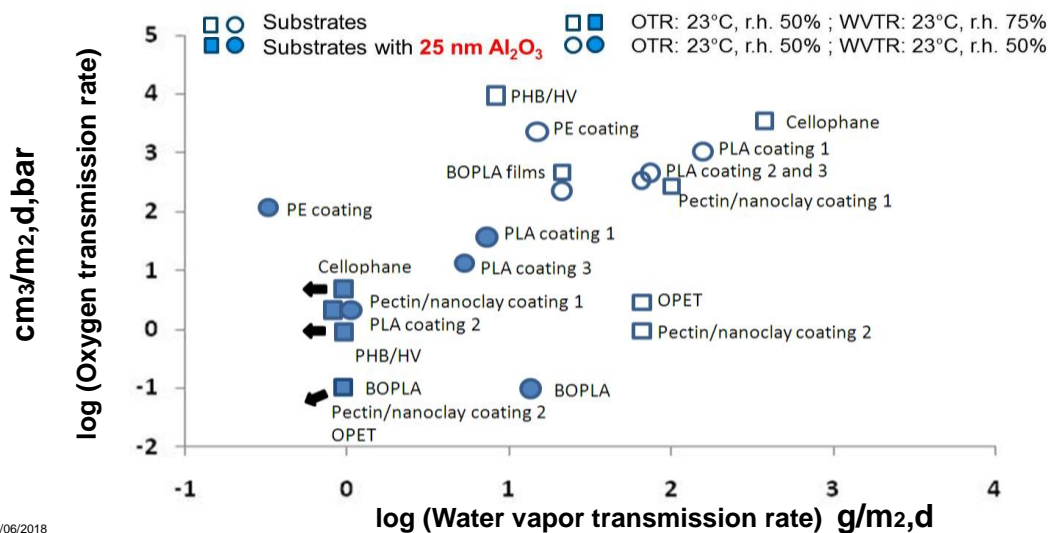 Substrates
OTR: 23°C, r.h. 50% ; WVTR: 23°C, r.h. 75%
Substrates with 25 nm Al2O3
OTR: 23°C, r.h. 50% ; WVTR: 23°C, r.h. 50%
cm3/m2,d,bar
log (Oxygen transmission rate)
5
4
3
2
1
0
-1
-2
PHB/HV
Cellophane
PE coating
PLA coating 1
BOPLA films
PLA coating 2 and 3
Pectin/nanoclay coating 1
PE coating
PLA coating 1
PLA coating 3
Cellophane
Pectin/nanoclay coating 1
OPET
PLA coating 2
Pectin/nanoclay coating 2
PHB/HV
BOPLA
BOPLA
Pectin/nanoclay coating 2
OPET
-1 0 1 2 3 4
log (Water vapor transmission rate) g/m2,d
/06/2018